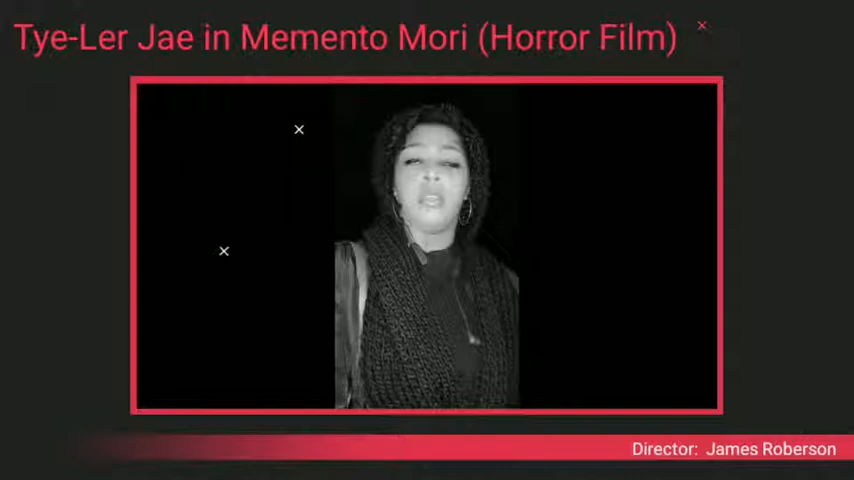 Tye-Ler Jae in Memento Mori (Horror Film)
Director: James Roberson